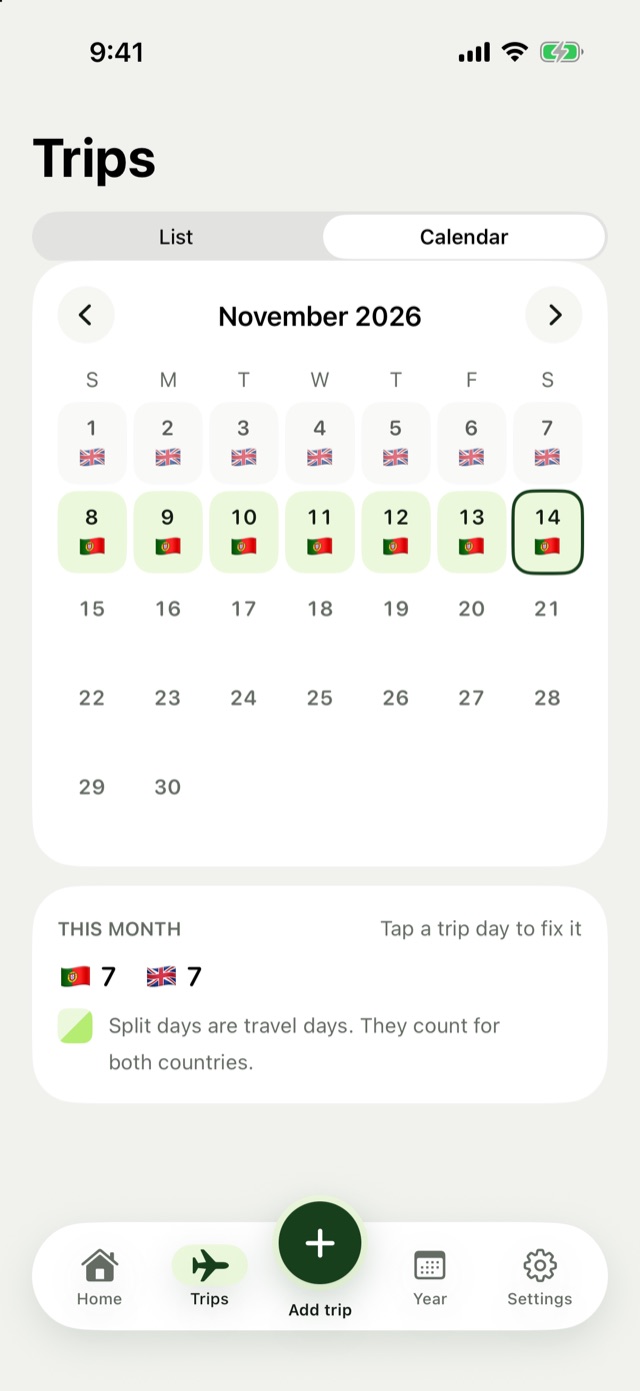 9:41
Trips
List Calendar
November 2026
S M T W T F S
1 2 3 4 5 6 7
8 9 10 11 12 13 14
15 16 17 18 19 20 21
22 23 24 25 26 27 28
29 30
THIS MONTH Tap a trip day to fix it
7 7
Split days are travel days. They count for
both countries.
Home Trips Add trip Year Settings